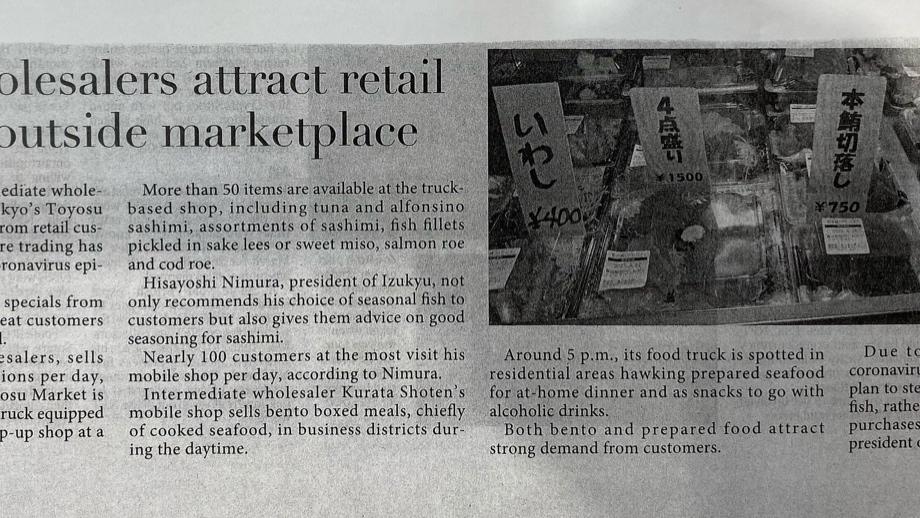 olesalers attract retail
outside marketplace
ediate whole-
kyo's Toyosu
rom retail cus-
re trading has
ronavirus epi-
specials from
eat customers
l.
esalers, sells
ions per day,
osu Market is
ruck equipped
p-up shop at a
More than 50 items are available at the truck-
based shop, including tuna and alfonsino
sashimi, assortments of sashimi, fish fillets
pickled in sake lees or sweet miso, salmon roe
and cod roe.
Hisayoshi Nimura, president of Izukyu, not
only recommends his choice of seasonal fish to
customers but also gives them advice on good
seasoning for sashimi.
Nearly 100 customers at the most visit his
mobile shop per day, according to Nimura.
Intermediate wholesaler Kurata Shoten's
mobile shop sells bento boxed meals, chiefly
of cooked seafood, in business districts dur-
ing the daytime.
いわし
¥400
4点盛り
¥1500
本鮪切落し
¥750
Around 5 p.m., its food truck is spotted in
residential areas hawking prepared seafood
for at-home dinner and as snacks to go with
alcoholic drinks.
Both bento and prepared food attract
strong demand from customers.
Due to
coronaviru
plan to ste
fish, rathe
purchases
president o